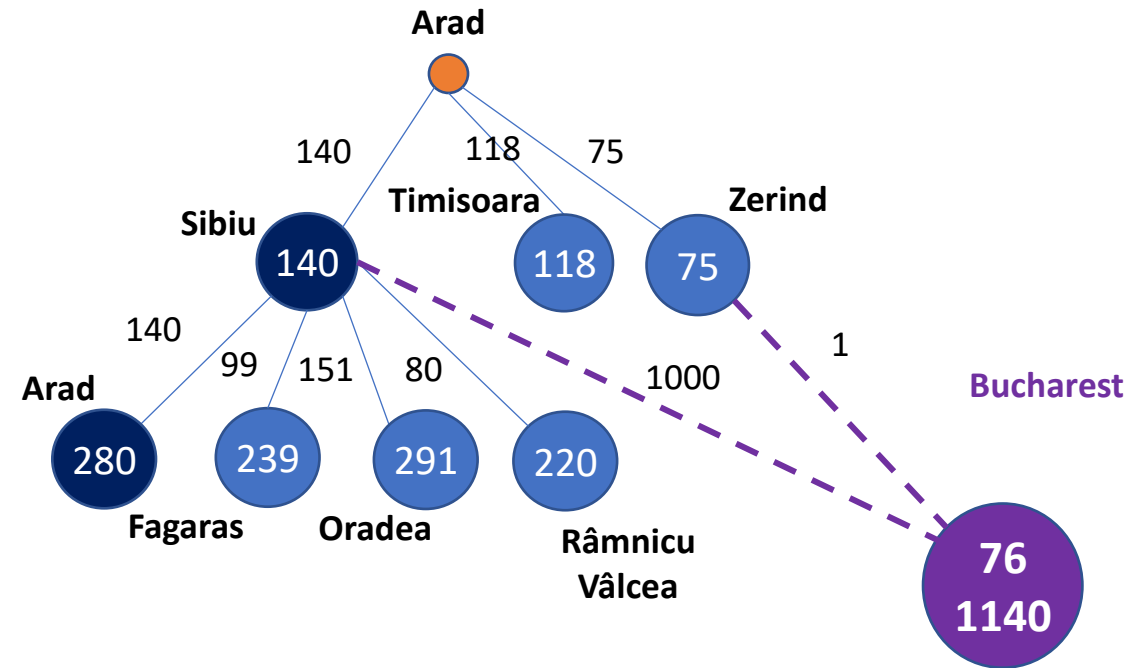 Arad
140
118
75
Sibiu
Timisoara
Zerind
140
118
75
140
99
151
80
1000
1
Arad
Bucharest
280
239
291
220
Fagaras
Oradea
Râmnicu
Vâlcea
76
1140